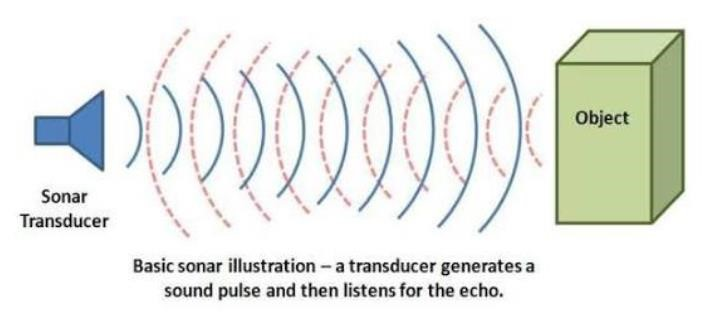 Object
Sonar
Transducer
Basic sonar illustration – a transducer generates a
sound pulse and then listens for the echo.